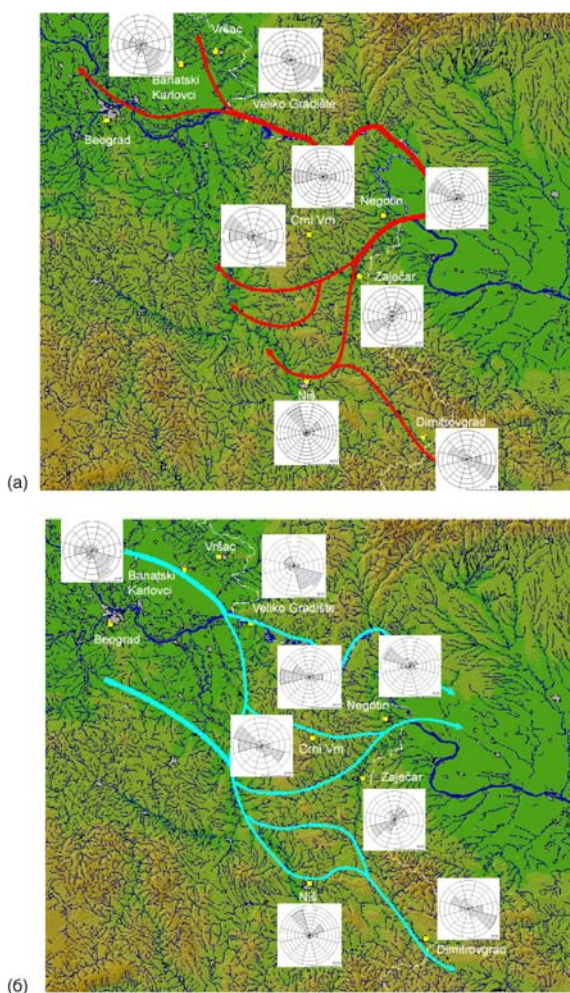 Vršac
Banatski
Karlovci
Veliko Gradište
Beograd
Negotin
Crni Vrh
Zaječar
Niš
Dimitrovgrad
(а)
Vršac
Banatski
Karlovci
Veliko Gradište
Beograd
Negotin
Crni Vrh
Zaječar
Niš
Dimitrovgrad
(б)